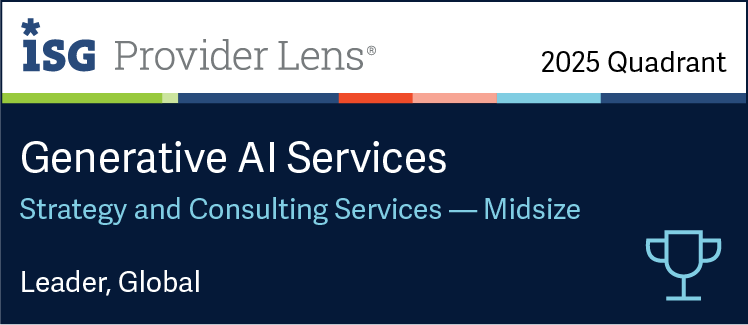 ISG Provider Lens®
2025 Quadrant
Generative AI Services
Strategy and Consulting Services — Midsize
Leader, Global